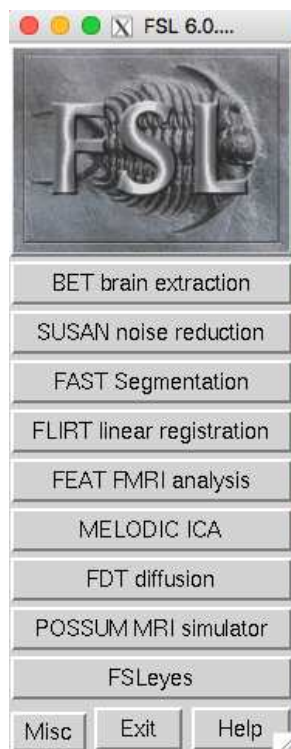 FSL 6.0....
FSL
BET brain extraction
SUSAN noise reduction
FAST Segmentation
FLIRT linear registration
FEAT FMRI analysis
MELODIC ICA
FDT diffusion
POSSUM MRI simulator
FSLeyes
Misc Exit Help